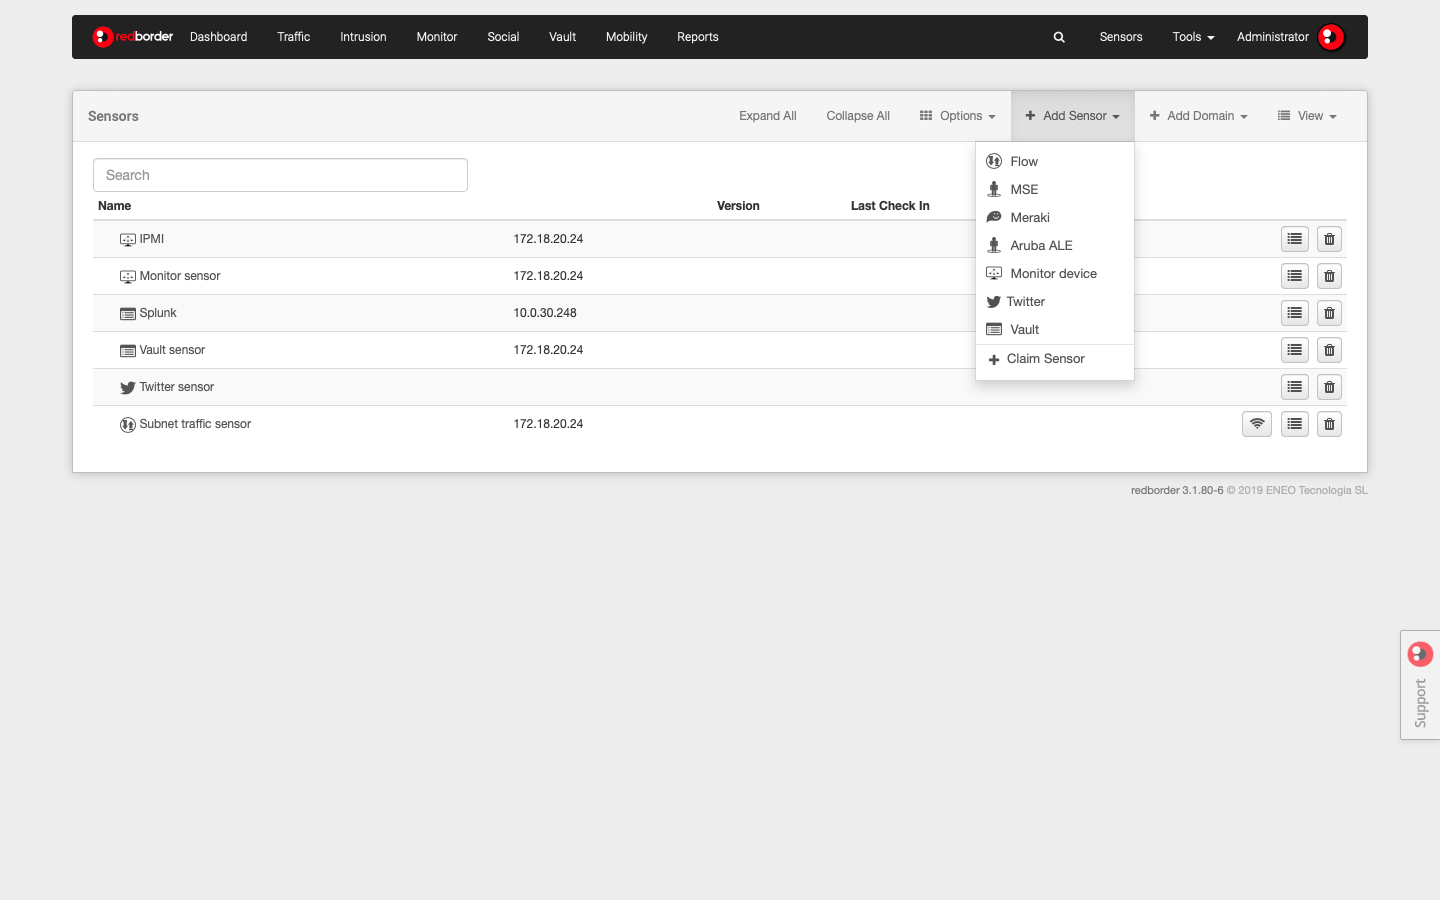 redborder Dashboard Traffic Intrusion Monitor Social Vault Mobility Reports Sensors Tools Administrator
Sensors Expand All Collapse All Options Add Sensor Add Domain View
Search
Name Version Last Check In
IPMI 172.18.20.24
Monitor sensor 172.18.20.24
Splunk 10.0.30.248
Vault sensor 172.18.20.24
Twitter sensor
Subnet traffic sensor 172.18.20.24
Flow
MSE
Meraki
Aruba ALE
Monitor device
Twitter
Vault
Claim Sensor
redborder 3.1.80-6 © 2019 ENEO Tecnologia SL
Support